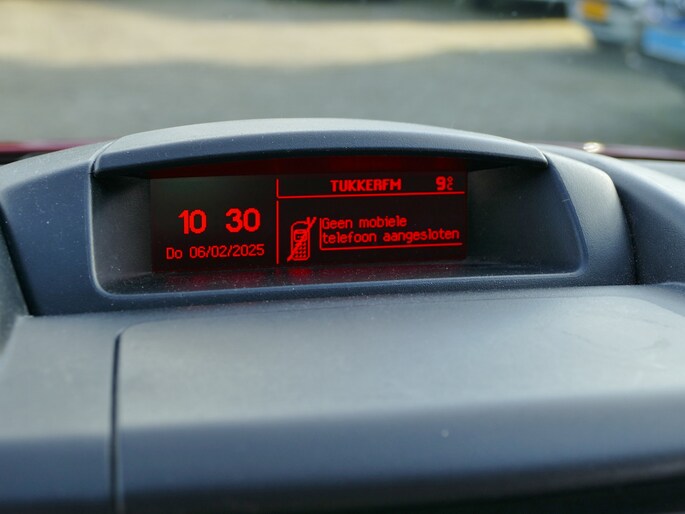 TUKKERFM 9°C
10 30
Geen mobiele
telefoon aangesloten
Do 06/02/2025